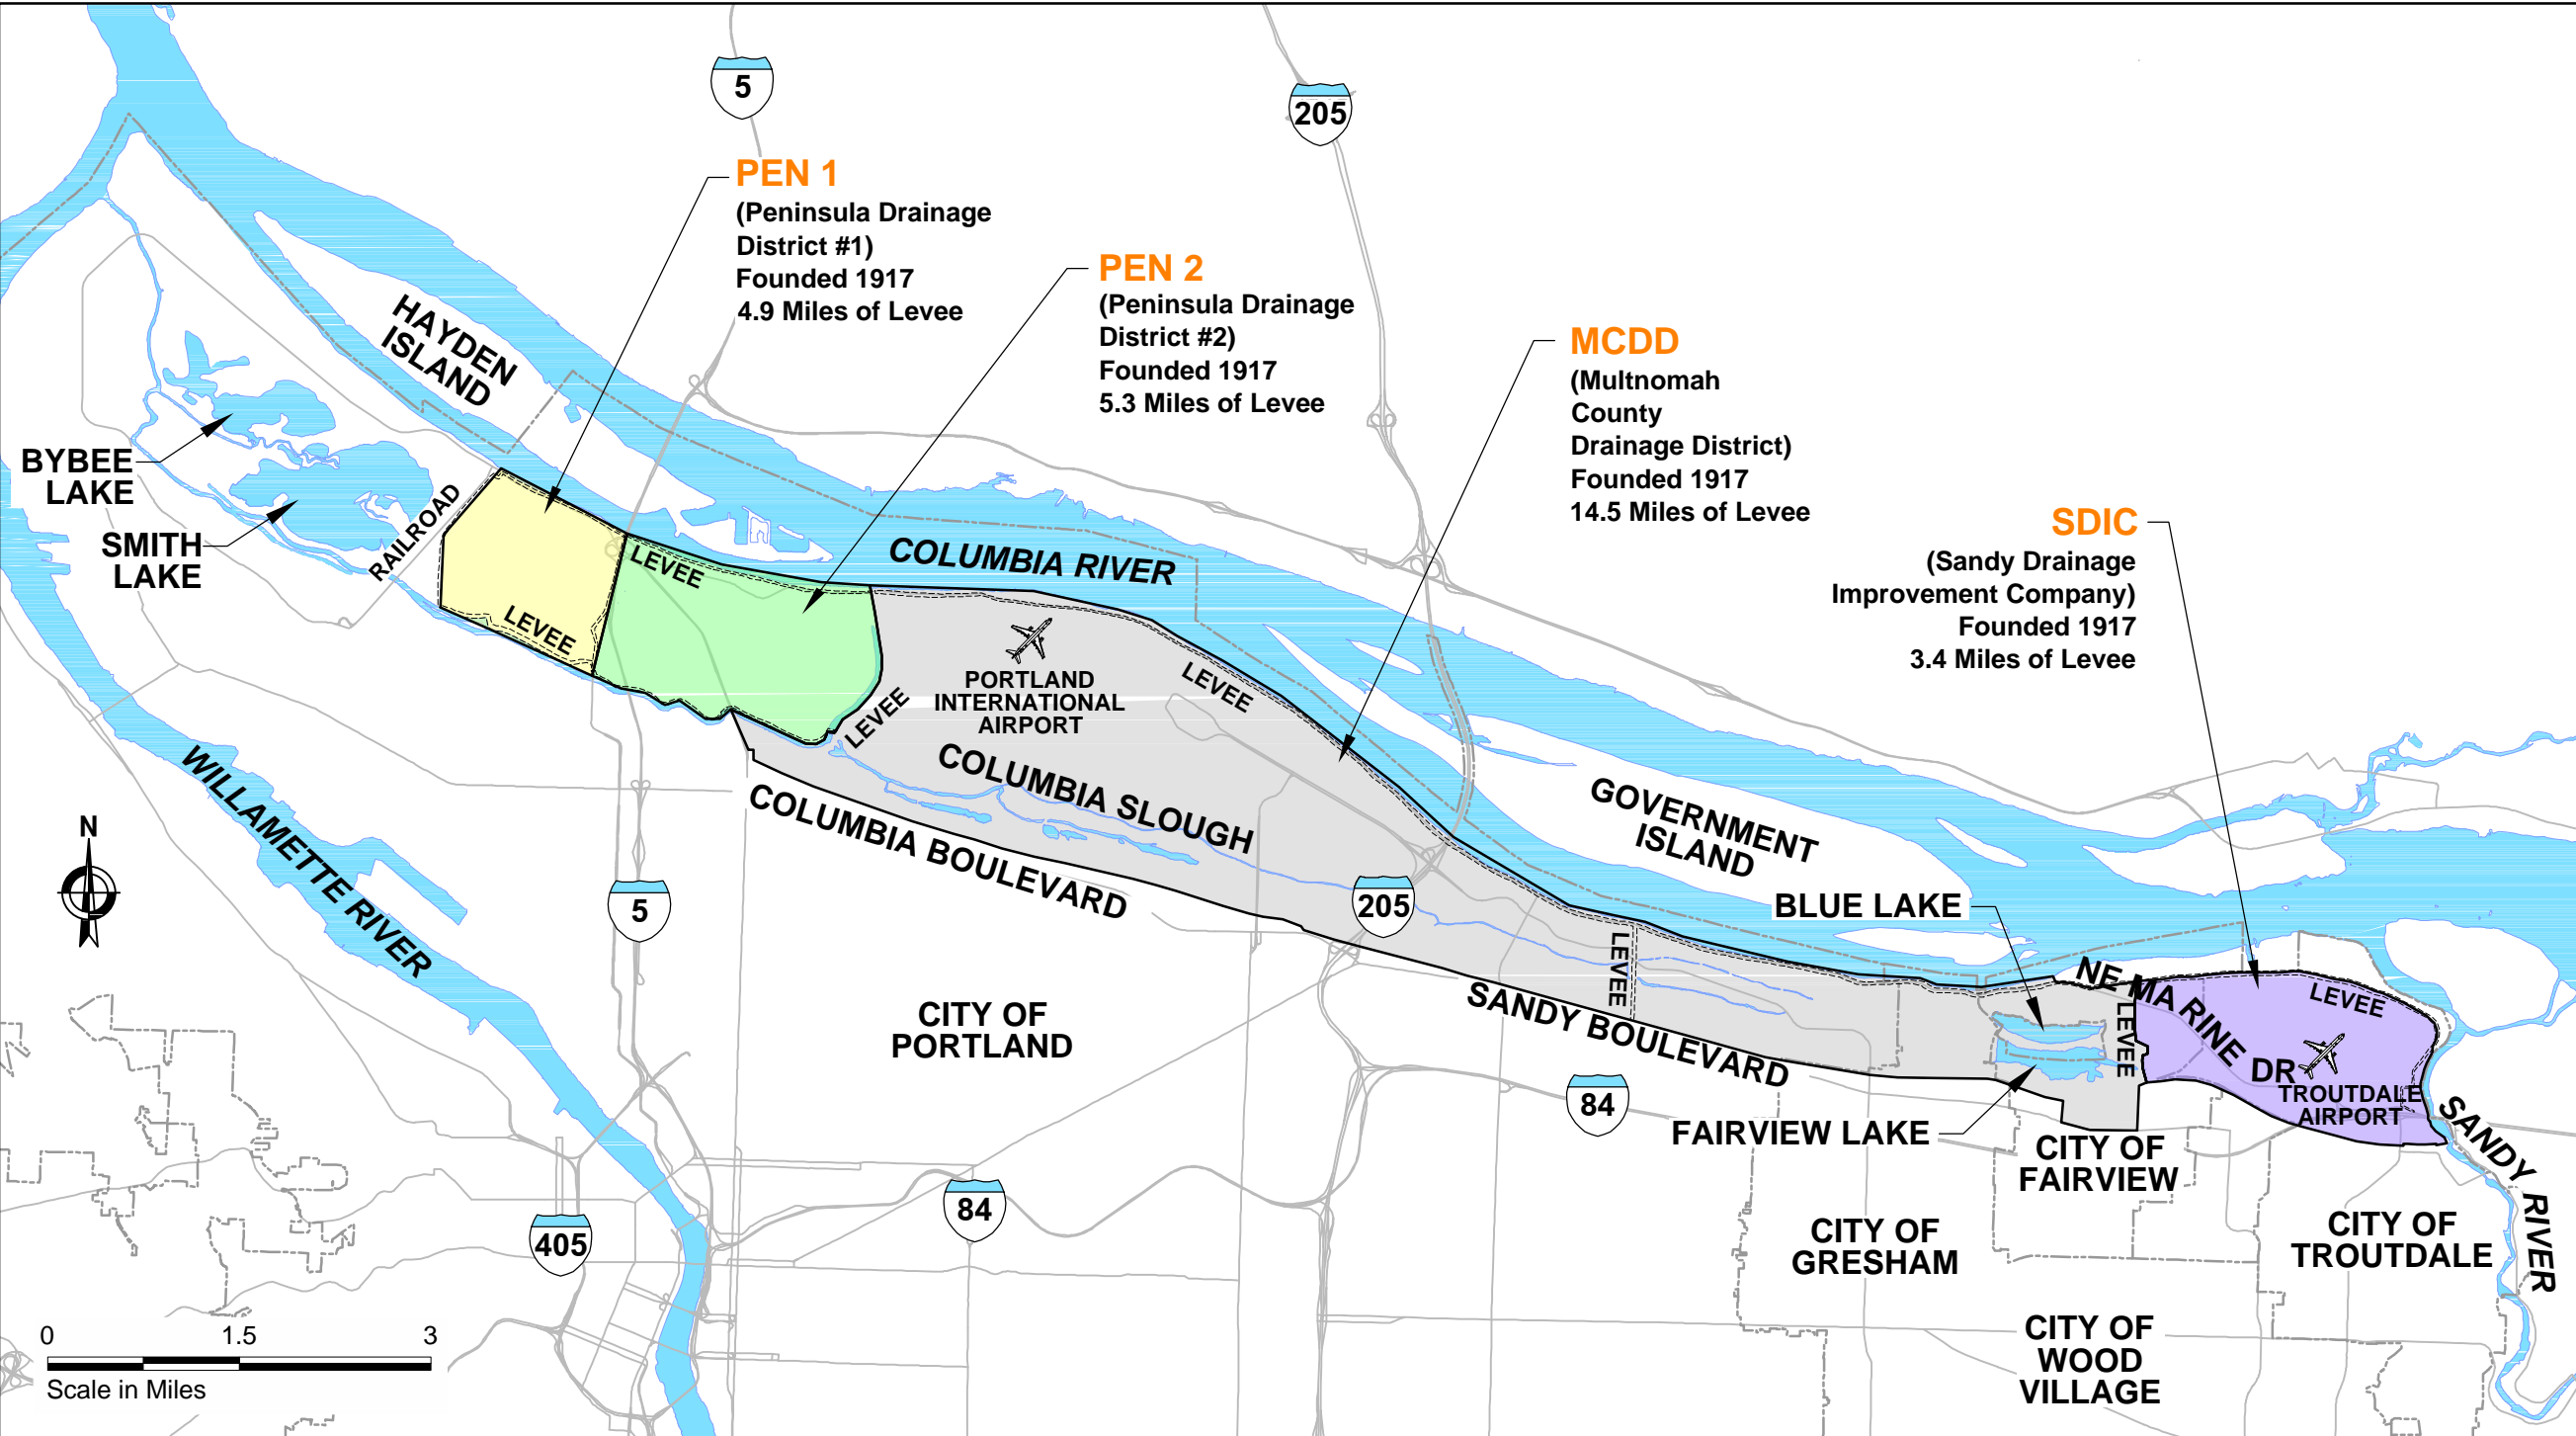 5
205
PEN 1
(Peninsula Drainage
District #1)
Founded 1917
4.9 Miles of Levee
PEN 2
(Peninsula Drainage
District #2)
Founded 1917
5.3 Miles of Levee
MCDD
(Multnomah
County
Drainage District)
Founded 1917
14.5 Miles of Levee
SDIC
(Sandy Drainage
Improvement Company)
Founded 1917
3.4 Miles of Levee
HAYDEN
ISLAND
BYBEE
LAKE
SMITH
LAKE
RAILROAD
LEVEE
LEVEE
COLUMBIA RIVER
LEVEE
PORTLAND
INTERNATIONAL
AIRPORT
LEVEE
COLUMBIA SLOUGH
COLUMBIA BOULEVARD
WILLAMETTE RIVER
N
5
205
GOVERNMENT
ISLAND
BLUE LAKE
LEVEE
SANDY BOULEVARD
CITY OF
PORTLAND
NE MARINE DR
LEVEE
LEVEE
TROUTDALE
AIRPORT
84
FAIRVIEW LAKE
CITY OF
FAIRVIEW
SANDY RIVER
84
405
CITY OF
GRESHAM
CITY OF
TROUTDALE
CITY OF
WOOD
VILLAGE
0 1.5 3
Scale in Miles